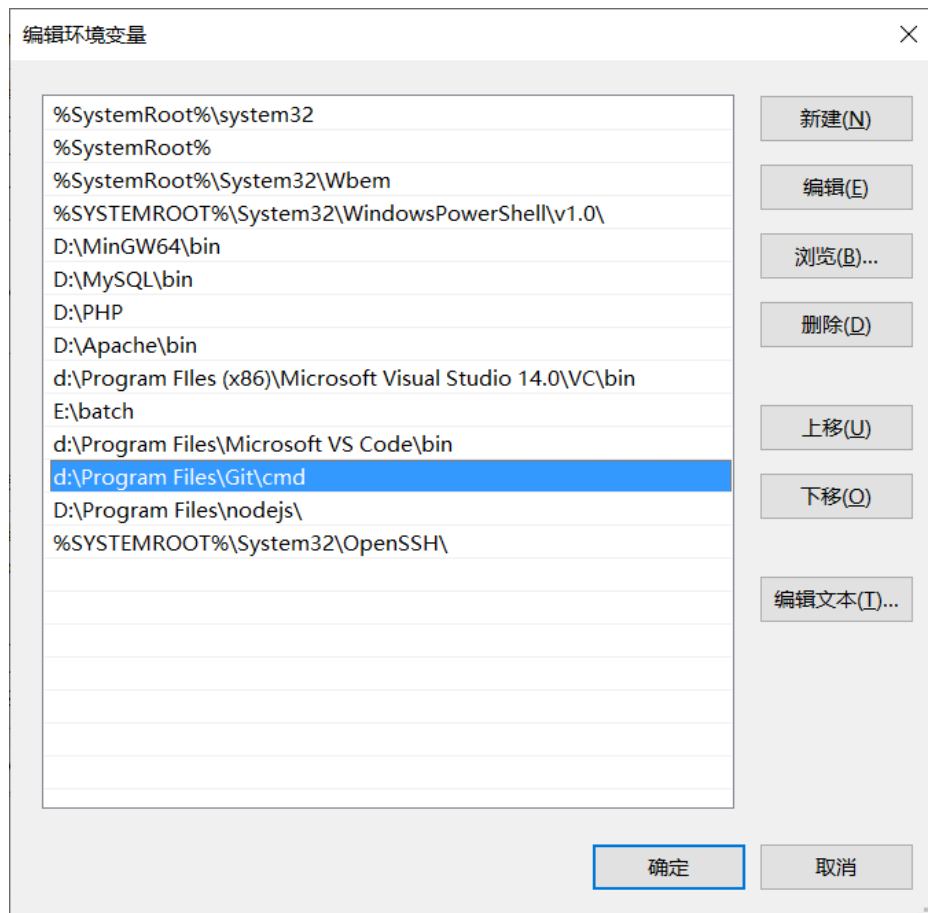 编辑环境变量
%SystemRoot%\system32
%SystemRoot%
%SystemRoot%\System32\Wbem
%SYSTEMROOT%\System32\WindowsPowerShell\v1.0\
D:\MinGW64\bin
D:\MySQL\bin
D:\PHP
D:\Apache\bin
d:\Program FIles (x86)\Microsoft Visual Studio 14.0\VC\bin
E:\batch
d:\Program Files\Microsoft VS Code\bin
d:\Program Files\Git\cmd
D:\Program Files\nodejs\
%SYSTEMROOT%\System32\OpenSSH\
新建(N)
编辑(E)
浏览(B)...
删除(D)
上移(U)
下移(O)
编辑文本(T)...
确定
取消